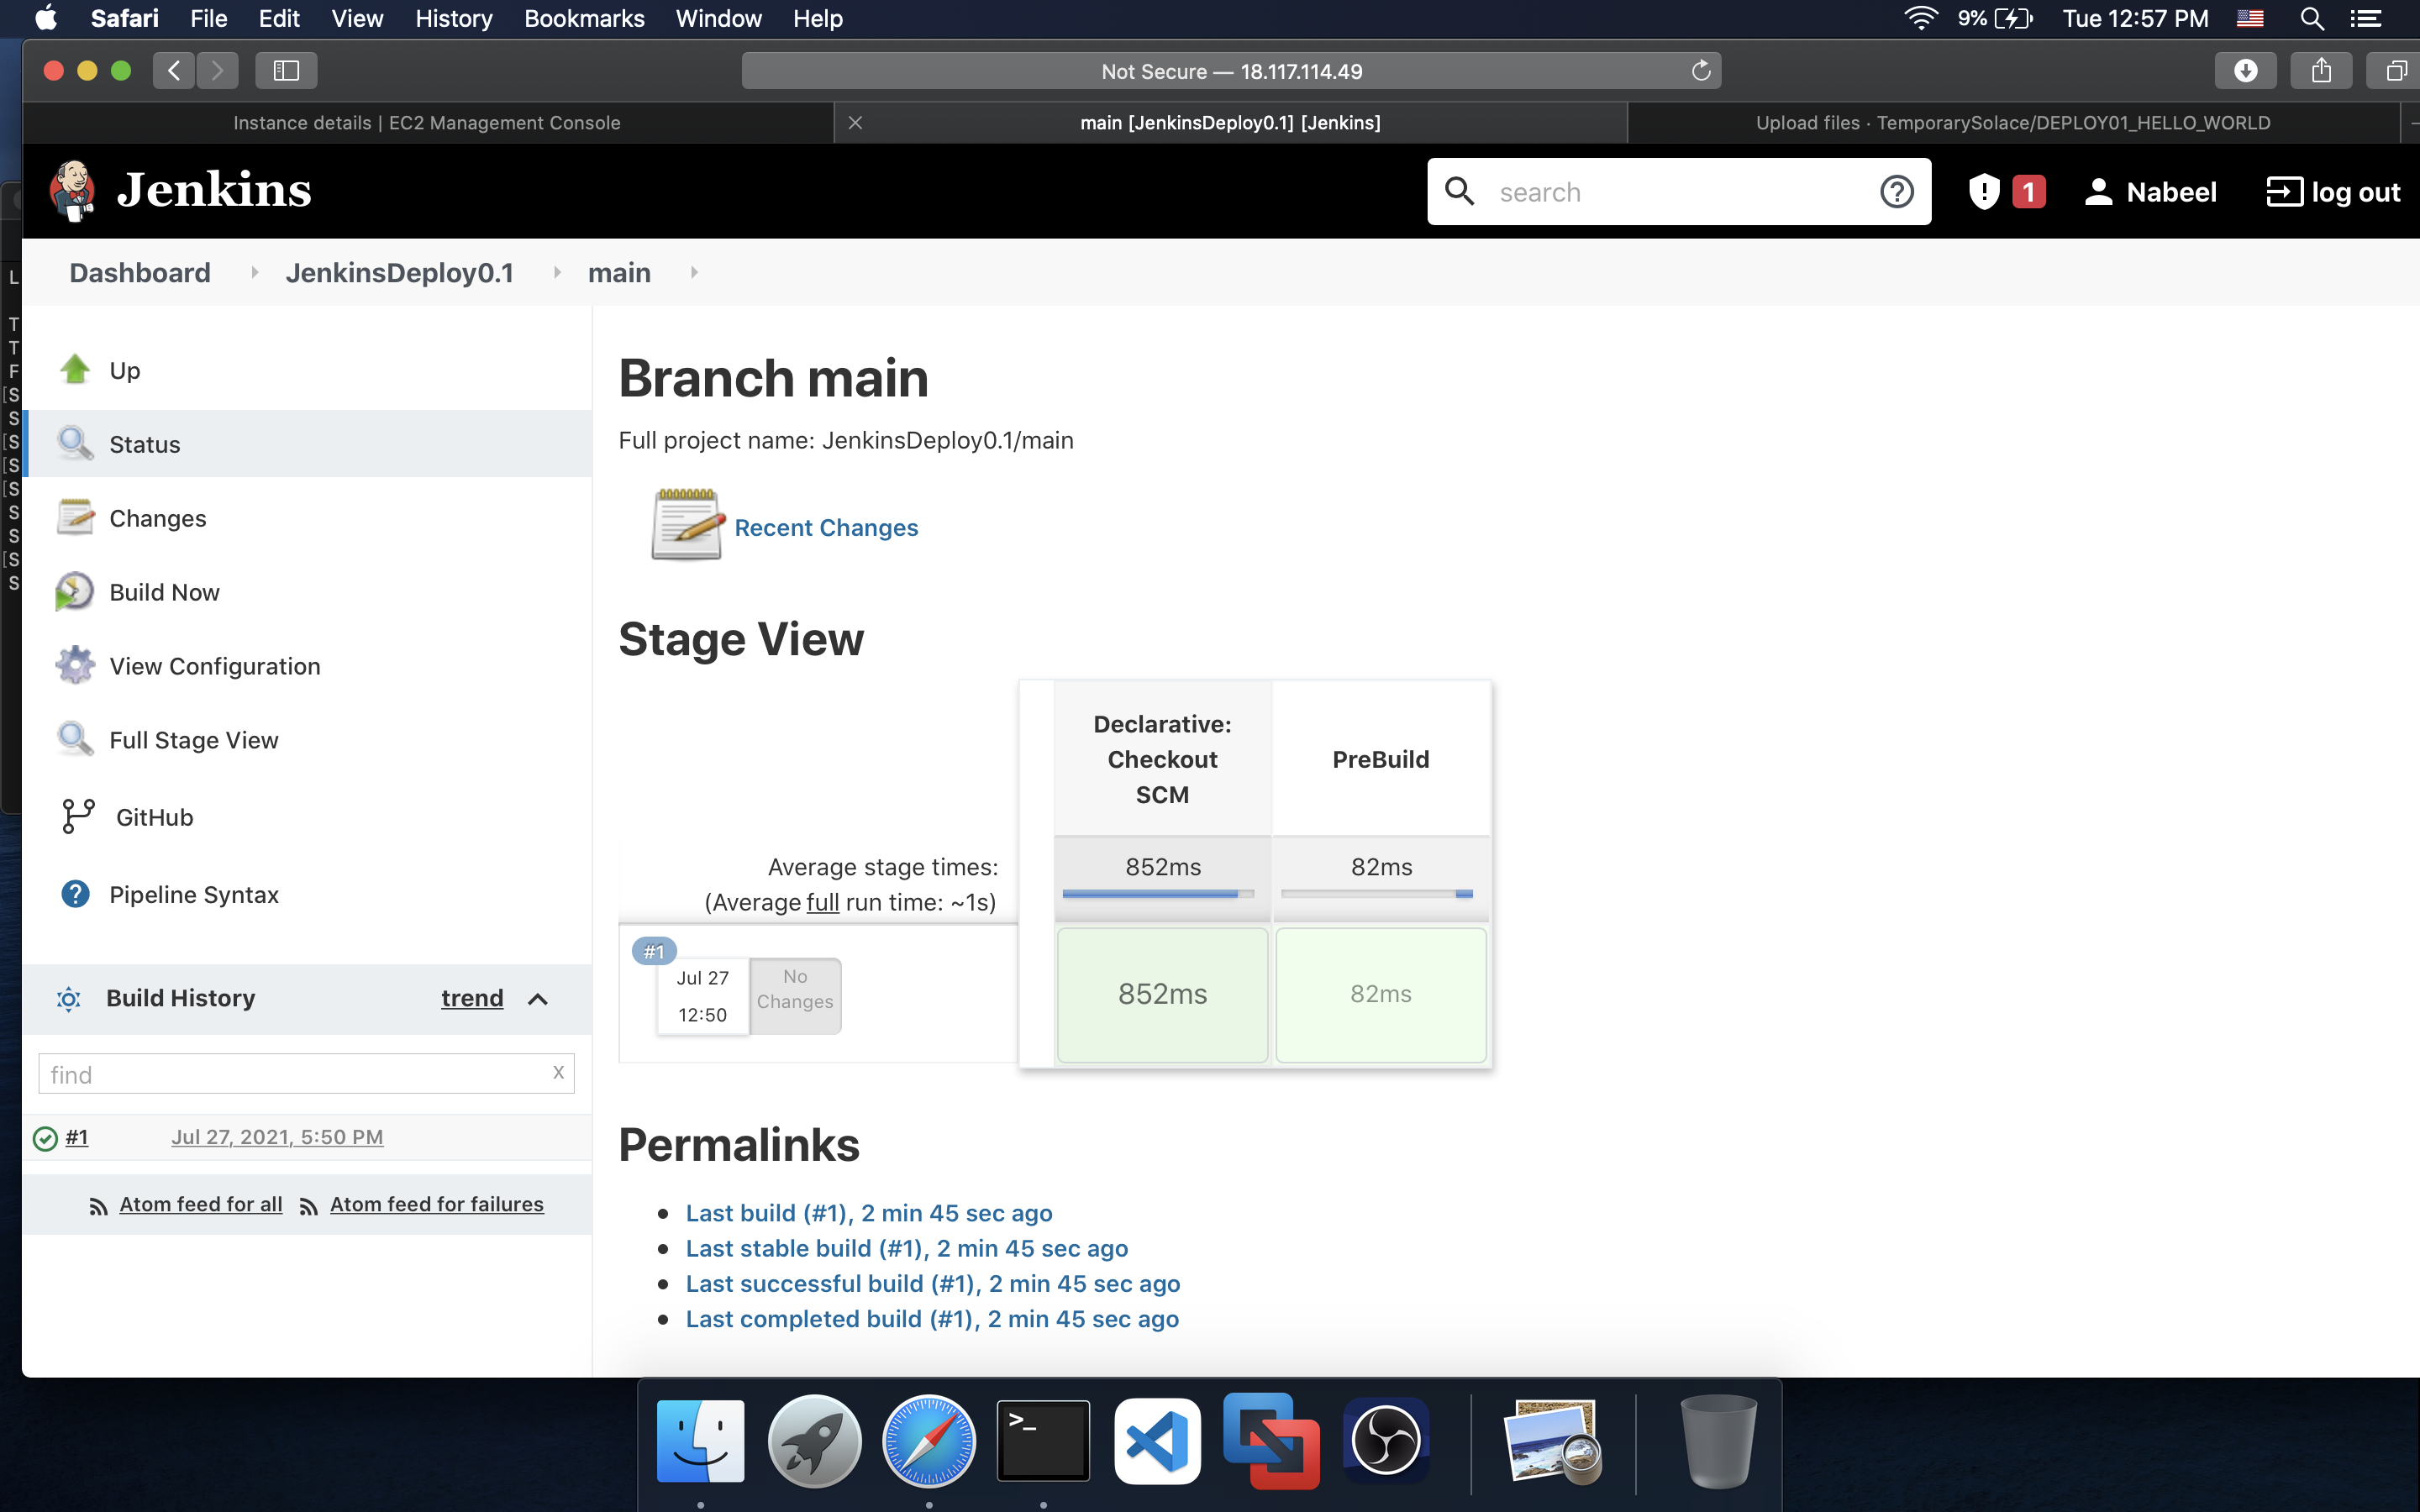 Safari File Edit View History Bookmarks Window Help 9% Tue 12:57 PM
Not Secure — 18.117.114.49
Instance details | EC2 Management Console
main [JenkinsDeploy0.1] [Jenkins]
Upload files · TemporarySolace/DEPLOY01_HELLO_WORLD
Jenkins
search
1
Nabeel
log out
Dashboard
JenkinsDeploy0.1
main
L
T
T
F
[S
S
[S
[S
[S
S
S
[S
S
Up
Status
Changes
Build Now
View Configuration
Full Stage View
GitHub
Pipeline Syntax
Build History trend
find x
#1 Jul 27, 2021, 5:50 PM
Atom feed for all Atom feed for failures
Branch main
Full project name: JenkinsDeploy0.1/main
Recent Changes
Stage View
Declarative:
Checkout
SCM
PreBuild
Average stage times:
(Average full run time: ~1s)
852ms
82ms
#1
Jul 27
12:50
No
Changes
852ms
82ms
Permalinks
Last build (#1), 2 min 45 sec ago
Last stable build (#1), 2 min 45 sec ago
Last successful build (#1), 2 min 45 sec ago
Last completed build (#1), 2 min 45 sec ago
>_